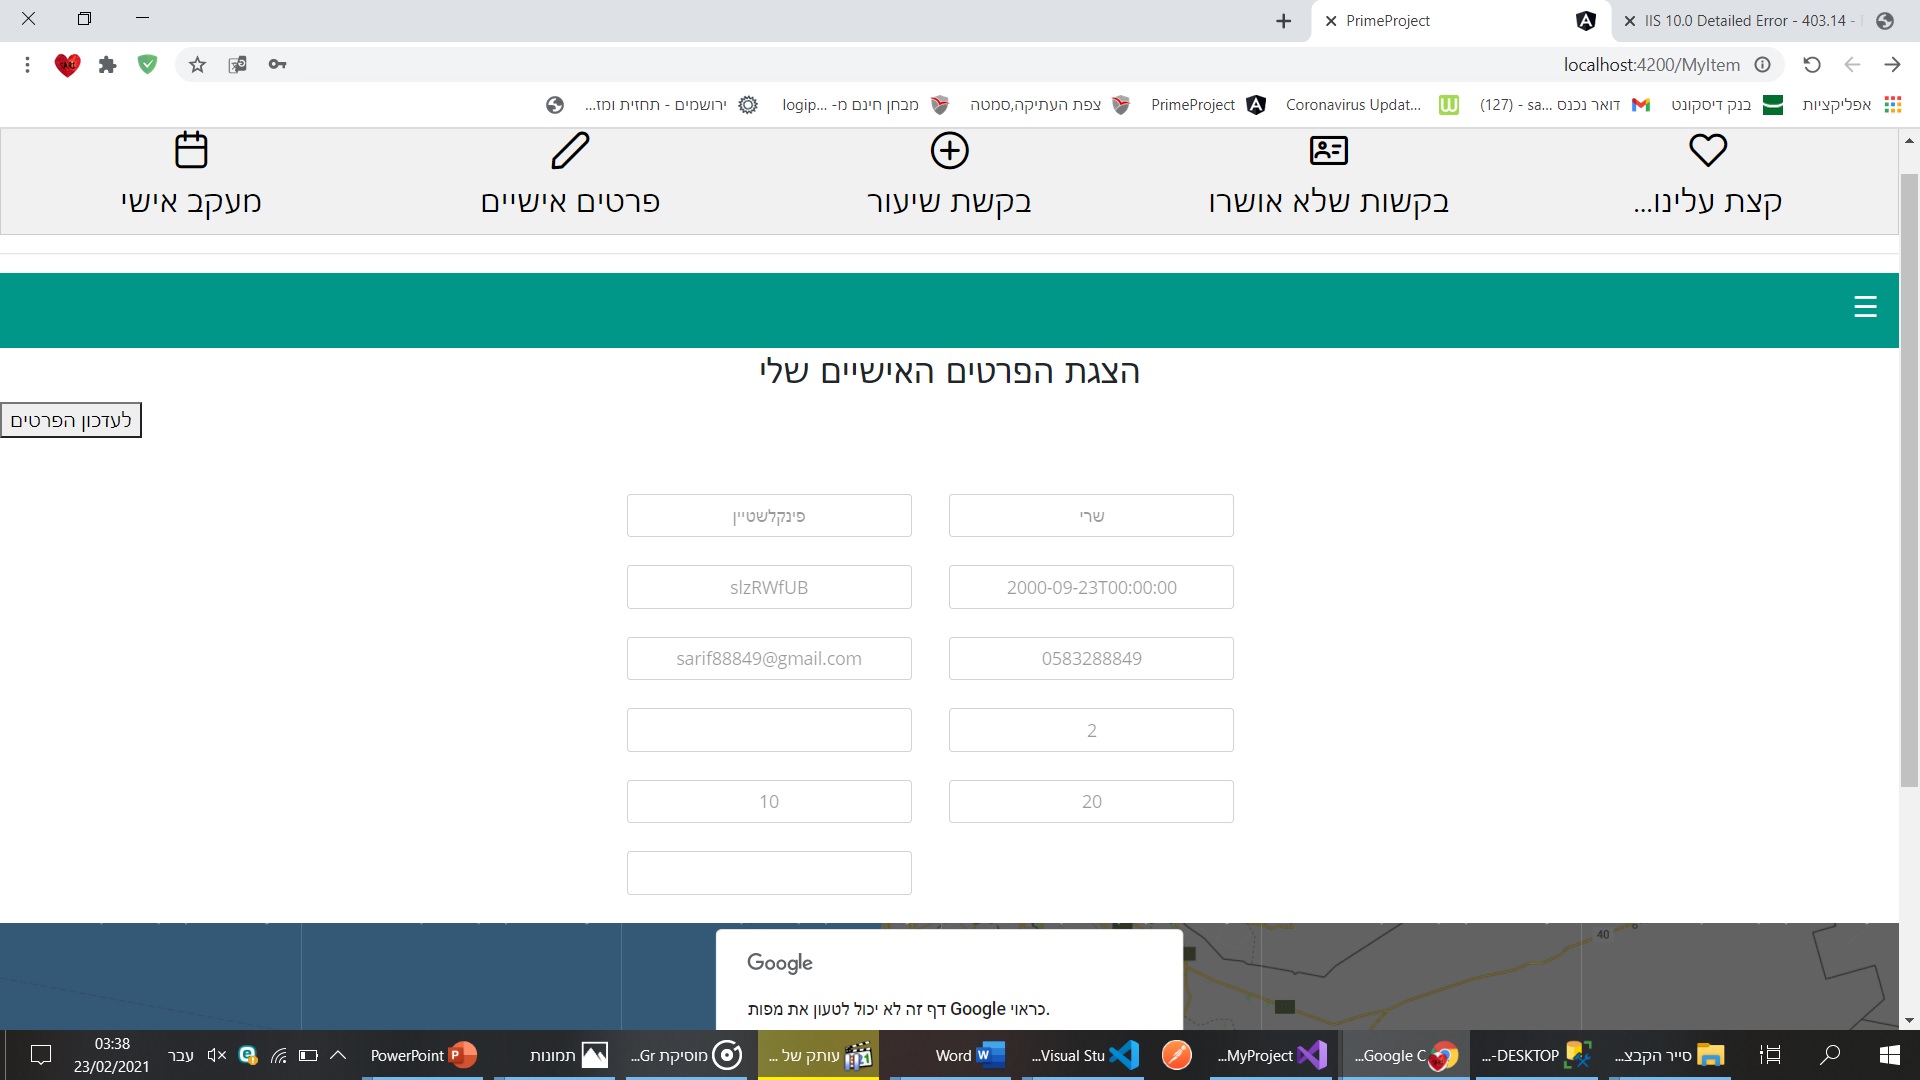 PrimeProject
IIS 10.0 Detailed Error - 403.14 -
localhost:4200/MyItem
אפליקציות
בנק דיסקונט
דואר נכנס (127) - sa...
Coronavirus Updat...
PrimeProject
צפת העתיקה,סמטה
מבחן חינם מ- logip...
ירושמים - תחזית ומז...
קצת עלינו...
בקשות שלא אושרו
בקשת שיעור
פרטים אישיים
מעקב אישי
☰
הצגת הפרטים האישיים שלי
לעדכון הפרטים
שרי
פינקלשטיין
2000-09-23T00:00:00
slzRWfUB
0583288849
sarif88849@gmail.com
2
20
10
40
Google
דף זה לא יכול לטעון את מפות Google כראוי.
סייר הקבצ...
DESKTOP-...
Google C...
MyProject...
Visual Stu...
Word
עותק של ...
מוסיקת Gr...
תמונות
PowerPoint
עבר
03:38
23/02/2021